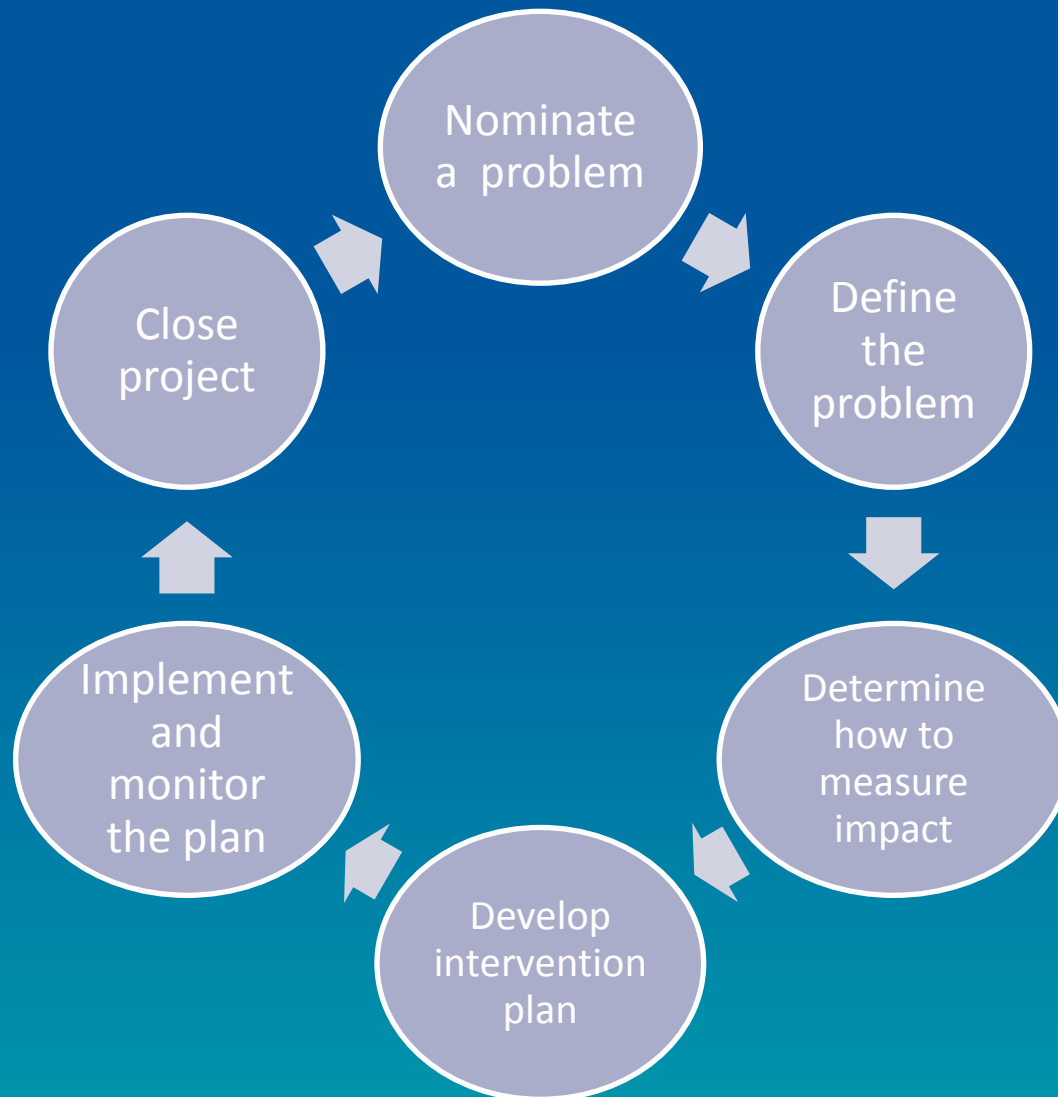 Nominate
a  problem
Define
the
problem
Determine
how to
measure
impact
Develop
intervention
plan
Implement
and
monitor
the plan
Close
project